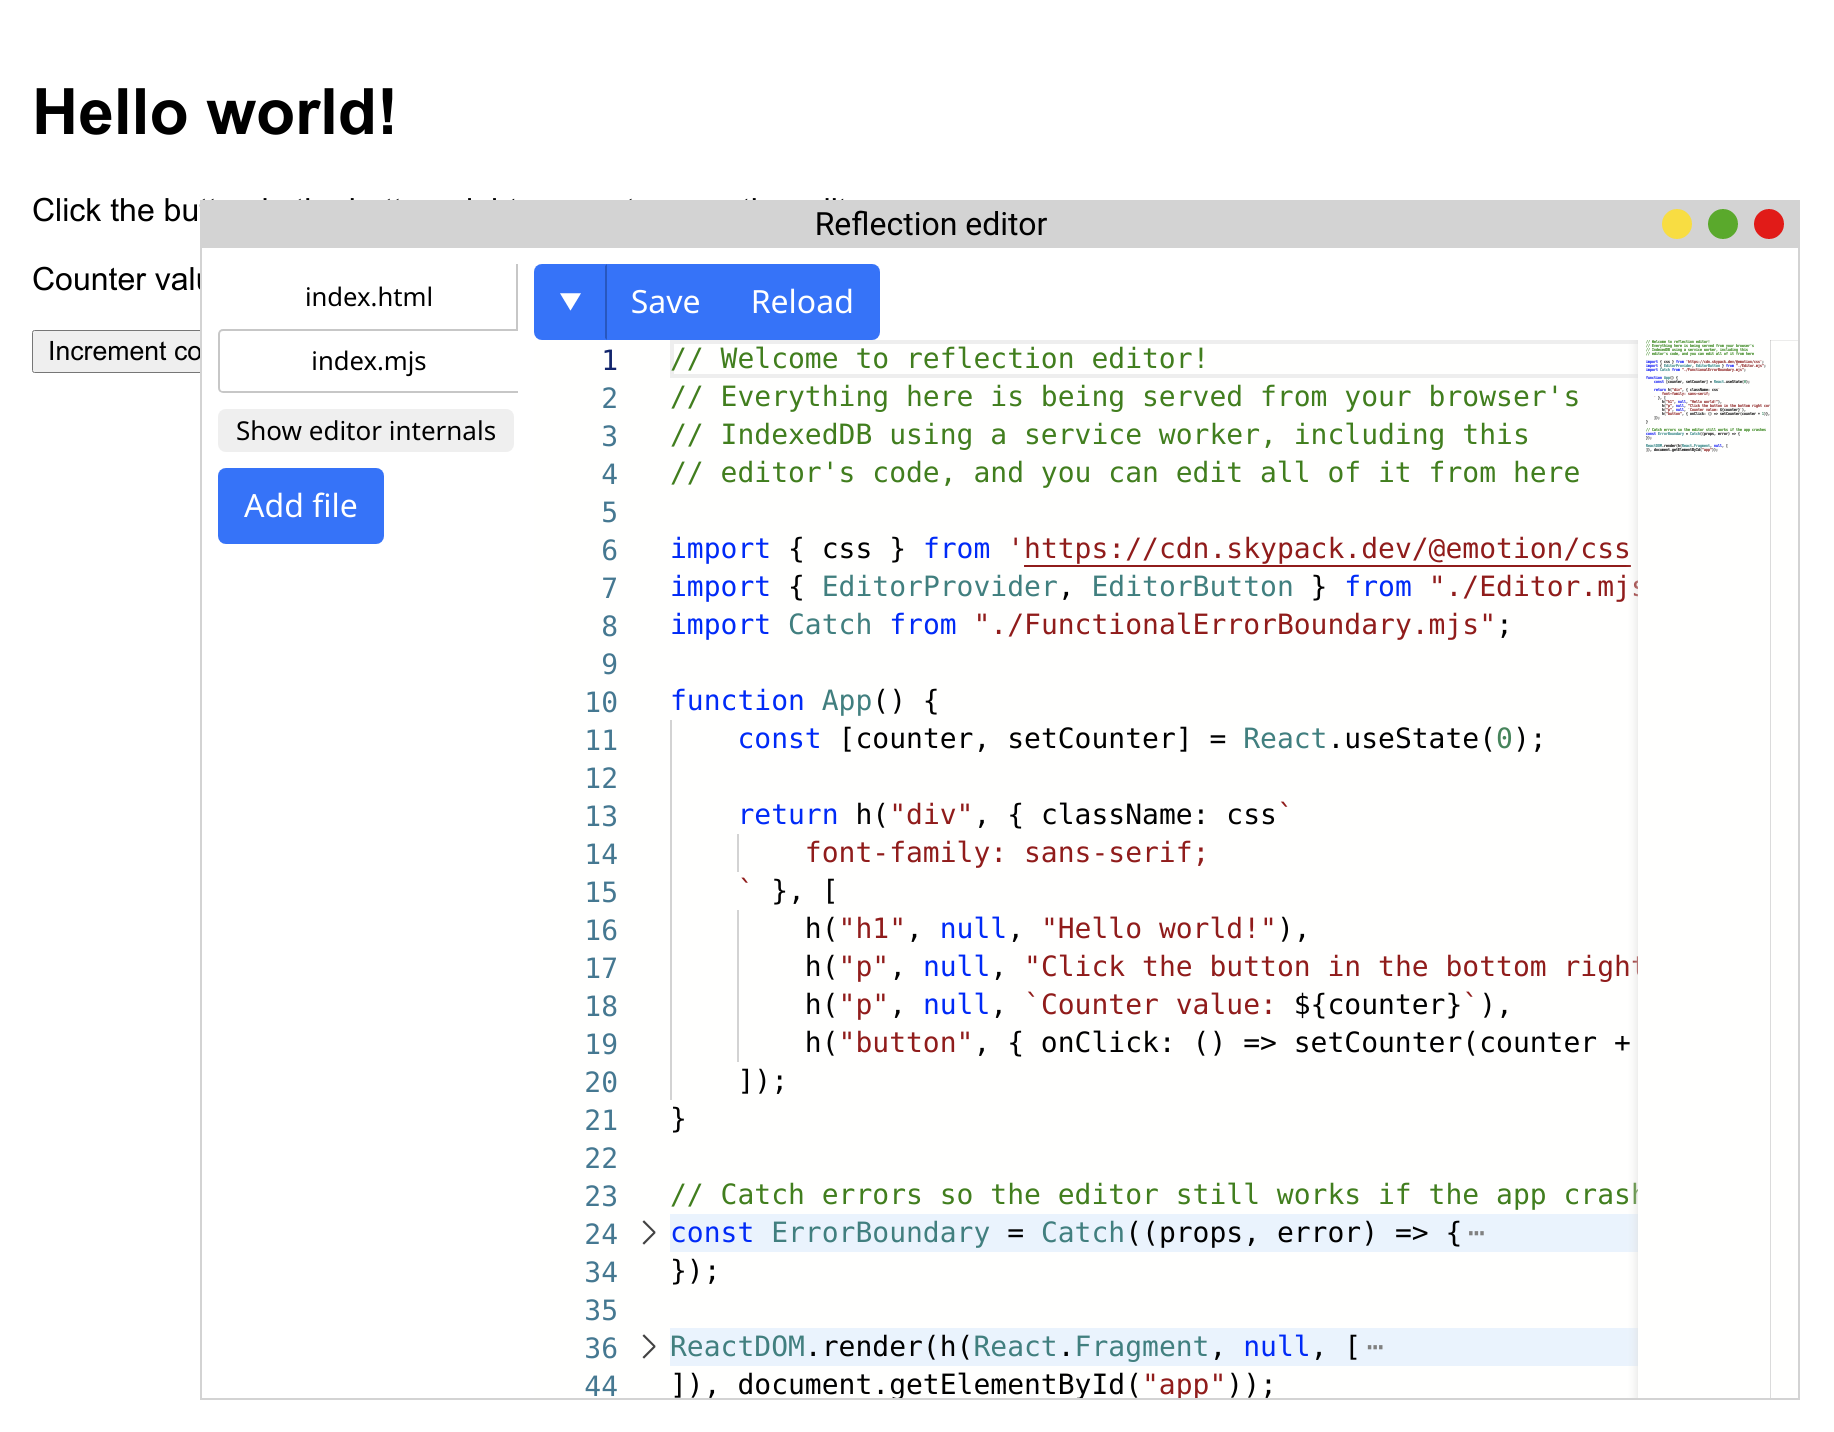 Hello world!
Click the
Counter
Increment
Reflection editor
index.html
index.mjs
Show editor internals
Add file
▼ Save Reload
1 // Welcome to reflection editor!
2 // Everything here is being served from your browser's
3 // IndexedDB using a service worker, including this
4 // editor's code, and you can edit all of it from here
5
6 import { css } from 'https://cdn.skypack.dev/@emotion/css
7 import { EditorProvider, EditorButton } from "./Editor.mjs
8 import Catch from "./FunctionalErrorBoundary.mjs";
9
10 function App() {
11     const [counter, setCounter] = React.useState(0);
12
13     return h("div", { className: css`
14         font-family: sans-serif;
15     ` }, [
16         h("h1", null, "Hello world!"),
17         h("p", null, "Click the button in the bottom right
18         h("p", null, `Counter value: ${counter}`),
19         h("button", { onClick: () => setCounter(counter +
20     ]);
21 }
22
23 // Catch errors so the editor still works if the app crash
24 const ErrorBoundary = Catch((props, error) => {⋯
34 });
35
36 ReactDOM.render(h(React.Fragment, null, [⋯
44 ]), document.getElementById("app"));